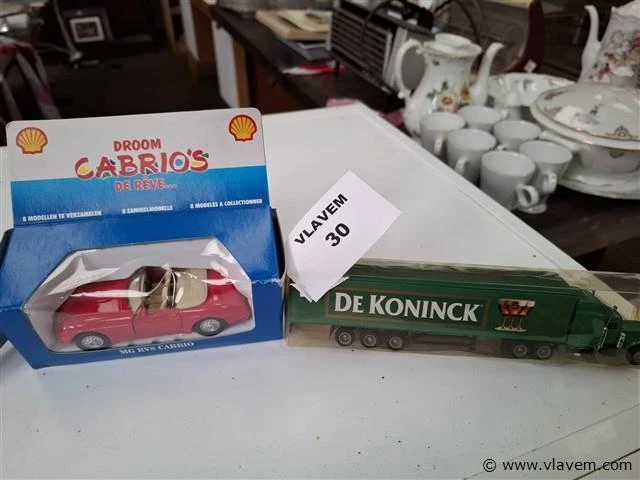 DROOM
CABRIO'S
DE RÊVE...
8 MODELLEN TE VERZAMELEN
8 SAMMELMODELLE
8 MODELES A COLLECTIONNER
MG RV8 CABRIO
VLAVEM
30
DE KONINCK
© www.vlavem.com